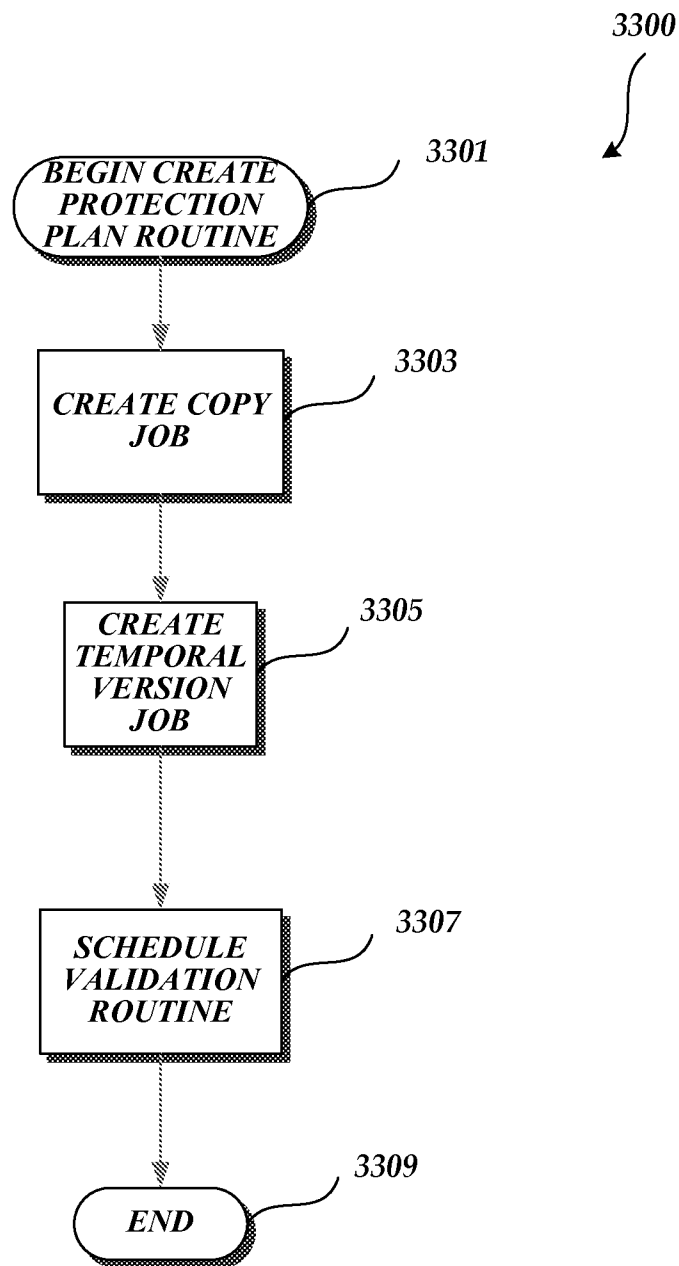 3300
BEGIN CREATE
PROTECTION
PLAN ROUTINE
3301
CREATE COPY
JOB
3303
CREATE
TEMPORAL
VERSION
JOB
3305
SCHEDULE
VALIDATION
ROUTINE
3307
END
3309